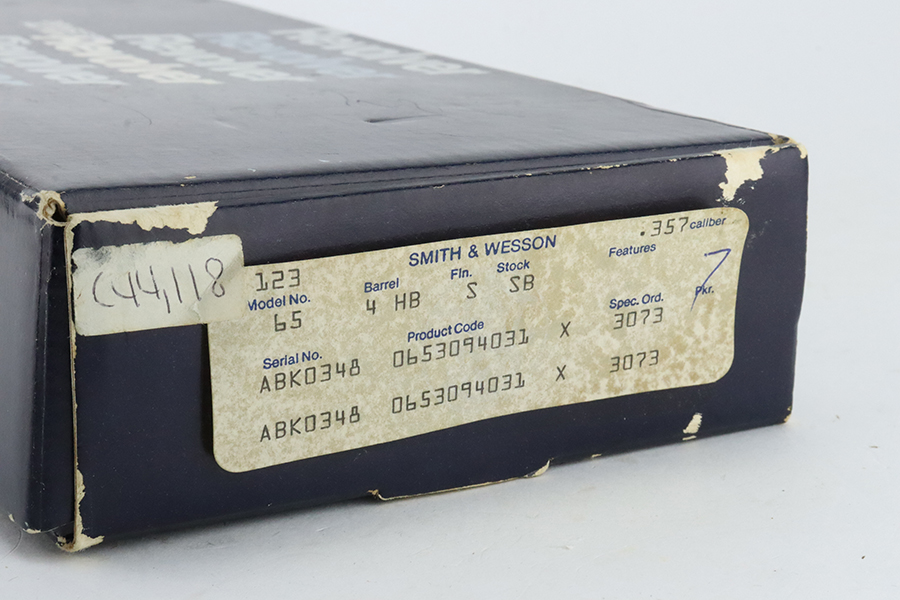 C44,118
SMITH & WESSON
.357 caliber
123
Model No. Barrel Fin. Stock Features
65 4 HB S SB 7
Serial No. Product Code Spec. Ord. Pkr.
ABK0348 0653094031 X 3073
ABK0348 0653094031 X 3073